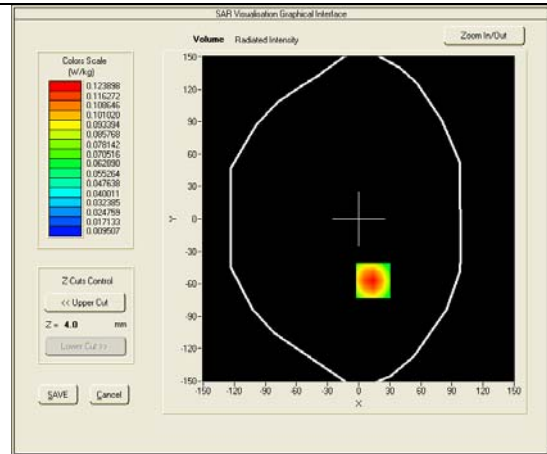 SAR Visualisation Graphical Interface
Volume Radiated Intensity
Zoom In/Out
Colors Scale
(W/kg)
0.123898
0.116272
0.108646
0.101020
0.093394
0.085768
0.078142
0.070516
0.062890
0.055264
0.047638
0.040011
0.032385
0.024759
0.017133
0.009507
Z Cuts Control
<< Upper Cut
Z = 4.0 mm
Lower Cut >>
SAVE Cancel
150
120
90
60
30
0
-30
-60
-90
-120
-150
Y
-150 -120 -90 -60 -30 0 30 60 90 120 150
X